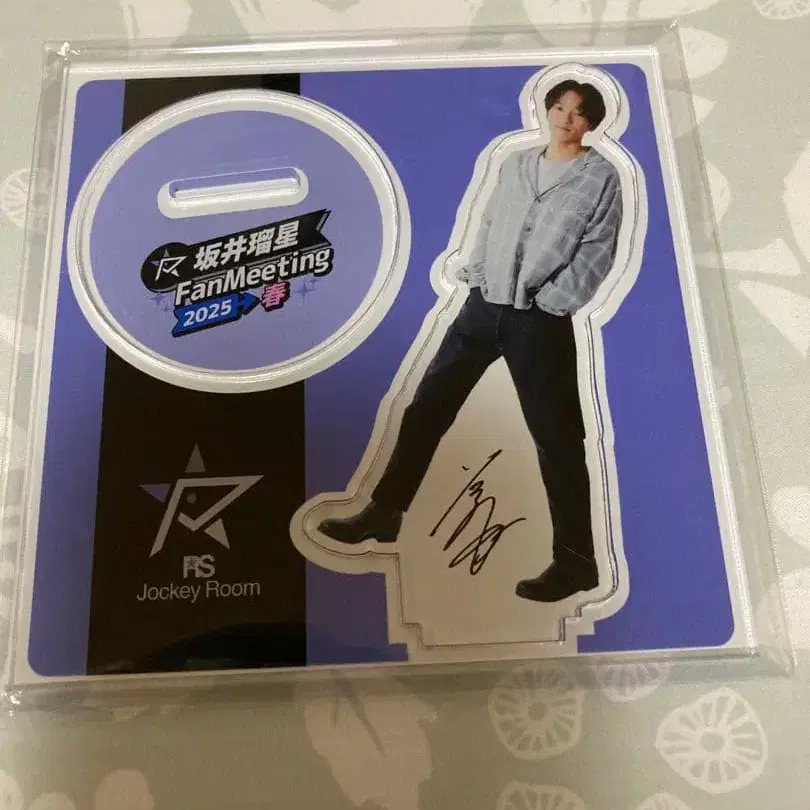 坂井瑠星
FanMeeting
2025 春
RS
Jockey Room